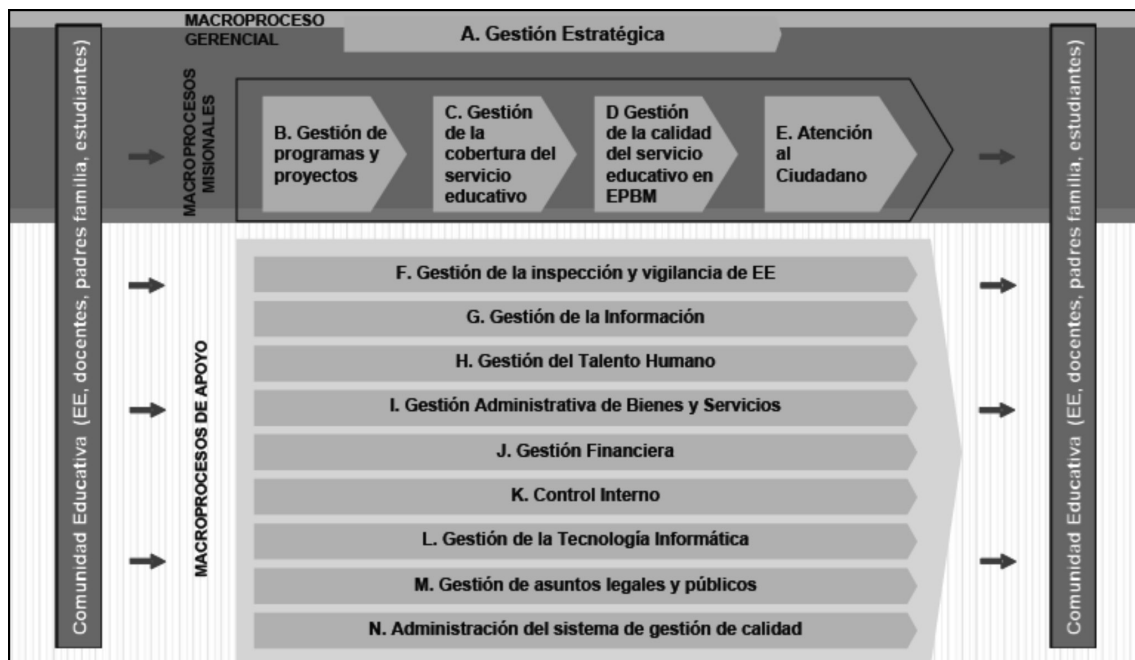 MACROPROCESO
GERENCIAL
A. Gestión Estratégica
Comunidad Educativa (EE, docentes, padres familia, estudiantes)
MACROPROCESOS
MISIONALES
B. Gestión de
programas y
proyectos
C. Gestión
de la
cobertura del
servicio
educativo
D Gestión
de la calidad
del servicio
educativo en
EPBM
E. Atención
al
Ciudadano
MACROPROCESOS DE APOYO
F. Gestión de la inspección y vigilancia de EE
G. Gestión de la Información
H. Gestión del Talento Humano
I. Gestión Administrativa de Bienes y Servicios
J. Gestión Financiera
K. Control Interno
L. Gestión de la Tecnología Informática
M. Gestión de asuntos legales y públicos
N. Administración del sistema de gestión de calidad
Comunidad Educativa (EE, docentes, padres familia, estudiantes)